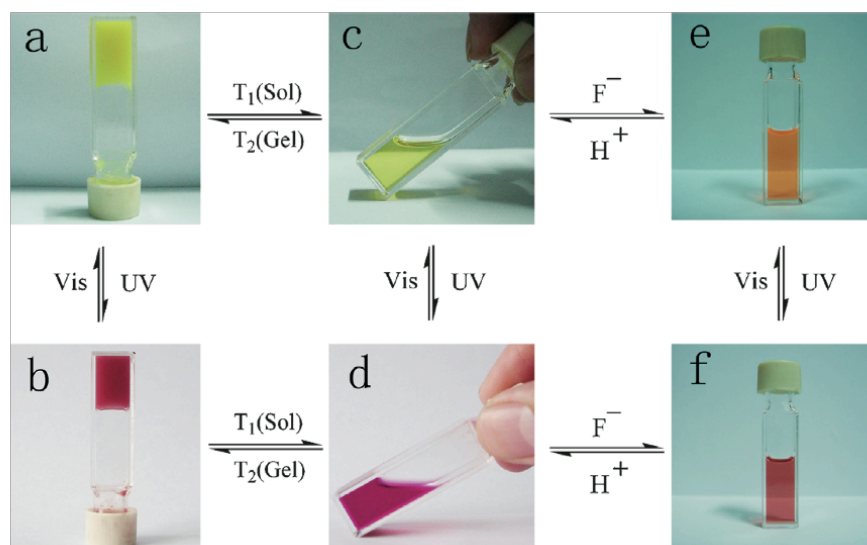 a
T₁(Sol)
T₂(Gel)
c
F⁻
H⁺
e
Vis
UV
Vis
UV
Vis
UV
b
T₁(Sol)
T₂(Gel)
d
F⁻
H⁺
f